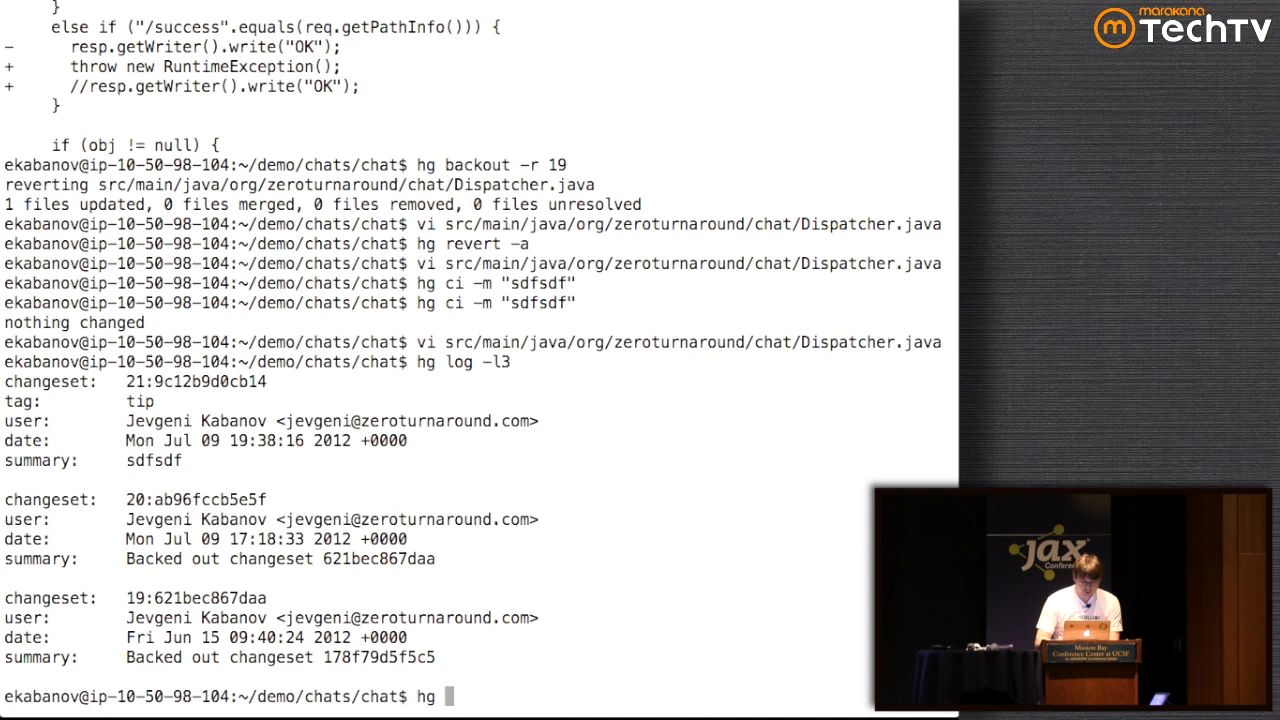 }
else if ("/success".equals(req.getPathInfo())) {
- resp.getWriter().write("OK");
+ throw new RuntimeException();
+ //resp.getWriter().write("OK");
}
if (obj != null) {
ekabanov@ip-10-50-98-104:~/demo/chats/chat$ hg backout -r 19
reverting src/main/java/org/zeroturnaround/chat/Dispatcher.java
1 files updated, 0 files merged, 0 files removed, 0 files unresolved
ekabanov@ip-10-50-98-104:~/demo/chats/chat$ vi src/main/java/org/zeroturnaround/chat/Dispatcher.java
ekabanov@ip-10-50-98-104:~/demo/chats/chat$ hg revert -a
ekabanov@ip-10-50-98-104:~/demo/chats/chat$ vi src/main/java/org/zeroturnaround/chat/Dispatcher.java
ekabanov@ip-10-50-98-104:~/demo/chats/chat$ hg ci -m "sdfsdf"
ekabanov@ip-10-50-98-104:~/demo/chats/chat$ hg ci -m "sdfsdf"
nothing changed
ekabanov@ip-10-50-98-104:~/demo/chats/chat$ vi src/main/java/org/zeroturnaround/chat/Dispatcher.java
ekabanov@ip-10-50-98-104:~/demo/chats/chat$ hg log -l3
changeset: 21:9c12b9d0cb14
tag: tip
user: Jevgeni Kabanov <jevgeni@zeroturnaround.com>
date: Mon Jul 09 19:38:16 2012 +0000
summary: sdfsdf
changeset: 20:ab96fccb5e5f
user: Jevgeni Kabanov <jevgeni@zeroturnaround.com>
date: Mon Jul 09 17:18:33 2012 +0000
summary: Backed out changeset 621bec867daa
changeset: 19:621bec867daa
user: Jevgeni Kabanov <jevgeni@zeroturnaround.com>
date: Fri Jun 15 09:40:24 2012 +0000
summary: Backed out changeset 178f79d5f5c5
ekabanov@ip-10-50-98-104:~/demo/chats/chat$ hg
m
marakana
TechTV
jax
Conference
Mission Bay
Conference Center at UCSF